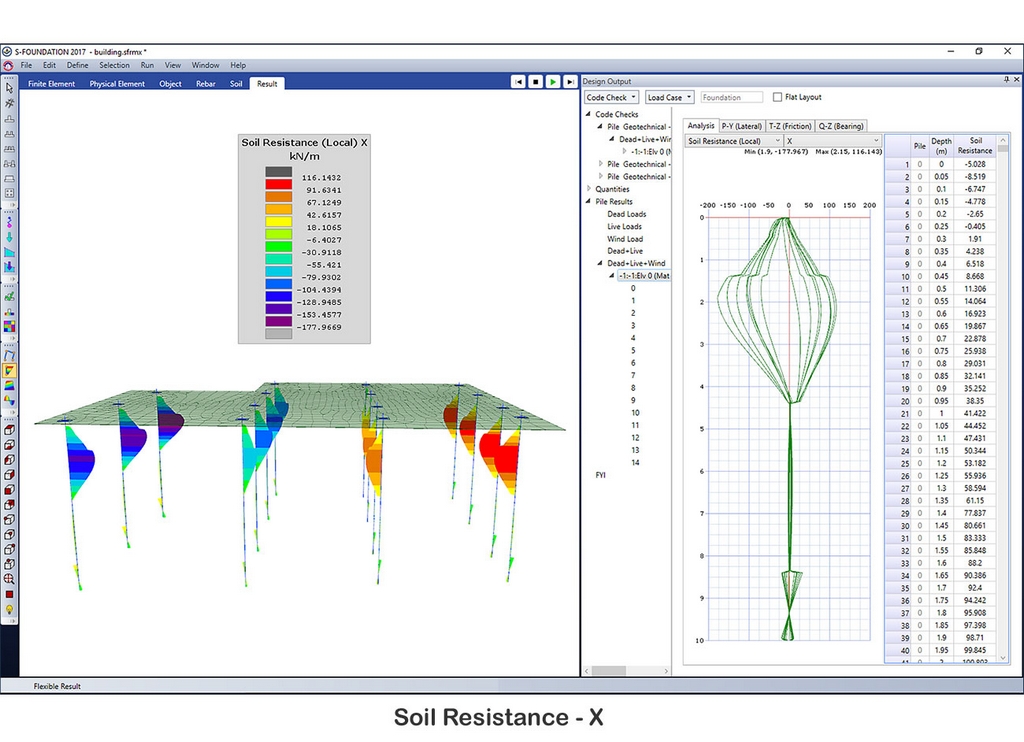 S-FOUNDATION 2017 - building.sfrmx *
File Edit Define Selection Run View Window Help
Finite Element Physical Element Object Rebar Soil Result
Design Output
Code Check Load Case Foundation Flat Layout
Code Checks
Pile Geotechnical -
Dead+Live+Wir
-1:-1:Elv 0 (M
Pile Geotechnical -
Pile Geotechnical -
Quantities
Pile Results
Dead Loads
Live Loads
Wind Load
Dead+Live
Dead+Live+Wind
-1:-1:Elv 0 (Mat
0
1
2
3
4
5
6
7
8
9
10
11
12
13
14
FYI
Soil Resistance (Local) X
kN/m
116.1432
91.6341
67.1249
42.6157
18.1065
-6.4027
-30.9118
-55.421
-79.9302
-104.4394
-128.9485
-153.4577
-177.9669
Analysis P-Y (Lateral) T-Z (Friction) Q-Z (Bearing)
Soil Resistance (Local) X
Min (1.9, -177.967) Max (2.15, 116.143)
-200 -150 -100 -50 0 50 100 150 200
0
1
2
3
4
5
6
7
8
9
10
Pile Depth (m) Soil Resistance
1 0 0 -5.028
2 0 0.05 -8.519
3 0 0.1 -6.747
4 0 0.15 -4.778
5 0 0.2 -2.65
6 0 0.25 -0.405
7 0 0.3 1.91
8 0 0.35 4.238
9 0 0.4 6.518
10 0 0.45 8.668
11 0 0.5 11.306
12 0 0.55 14.064
13 0 0.6 16.923
14 0 0.65 19.867
15 0 0.7 22.878
16 0 0.75 25.938
17 0 0.8 29.031
18 0 0.85 32.141
19 0 0.9 35.252
20 0 0.95 38.35
21 0 1 41.422
22 0 1.05 44.452
23 0 1.1 47.431
24 0 1.15 50.344
25 0 1.2 53.182
26 0 1.25 55.936
27 0 1.3 58.594
28 0 1.35 61.15
29 0 1.4 77.837
30 0 1.45 80.661
31 0 1.5 83.333
32 0 1.55 85.848
33 0 1.6 88.2
34 0 1.65 90.386
35 0 1.7 92.4
36 0 1.75 94.242
37 0 1.8 95.908
38 0 1.85 97.398
39 0 1.9 98.71
40 0 1.95 99.845
41 0 2 100.803
Flexible Result
Soil Resistance - X